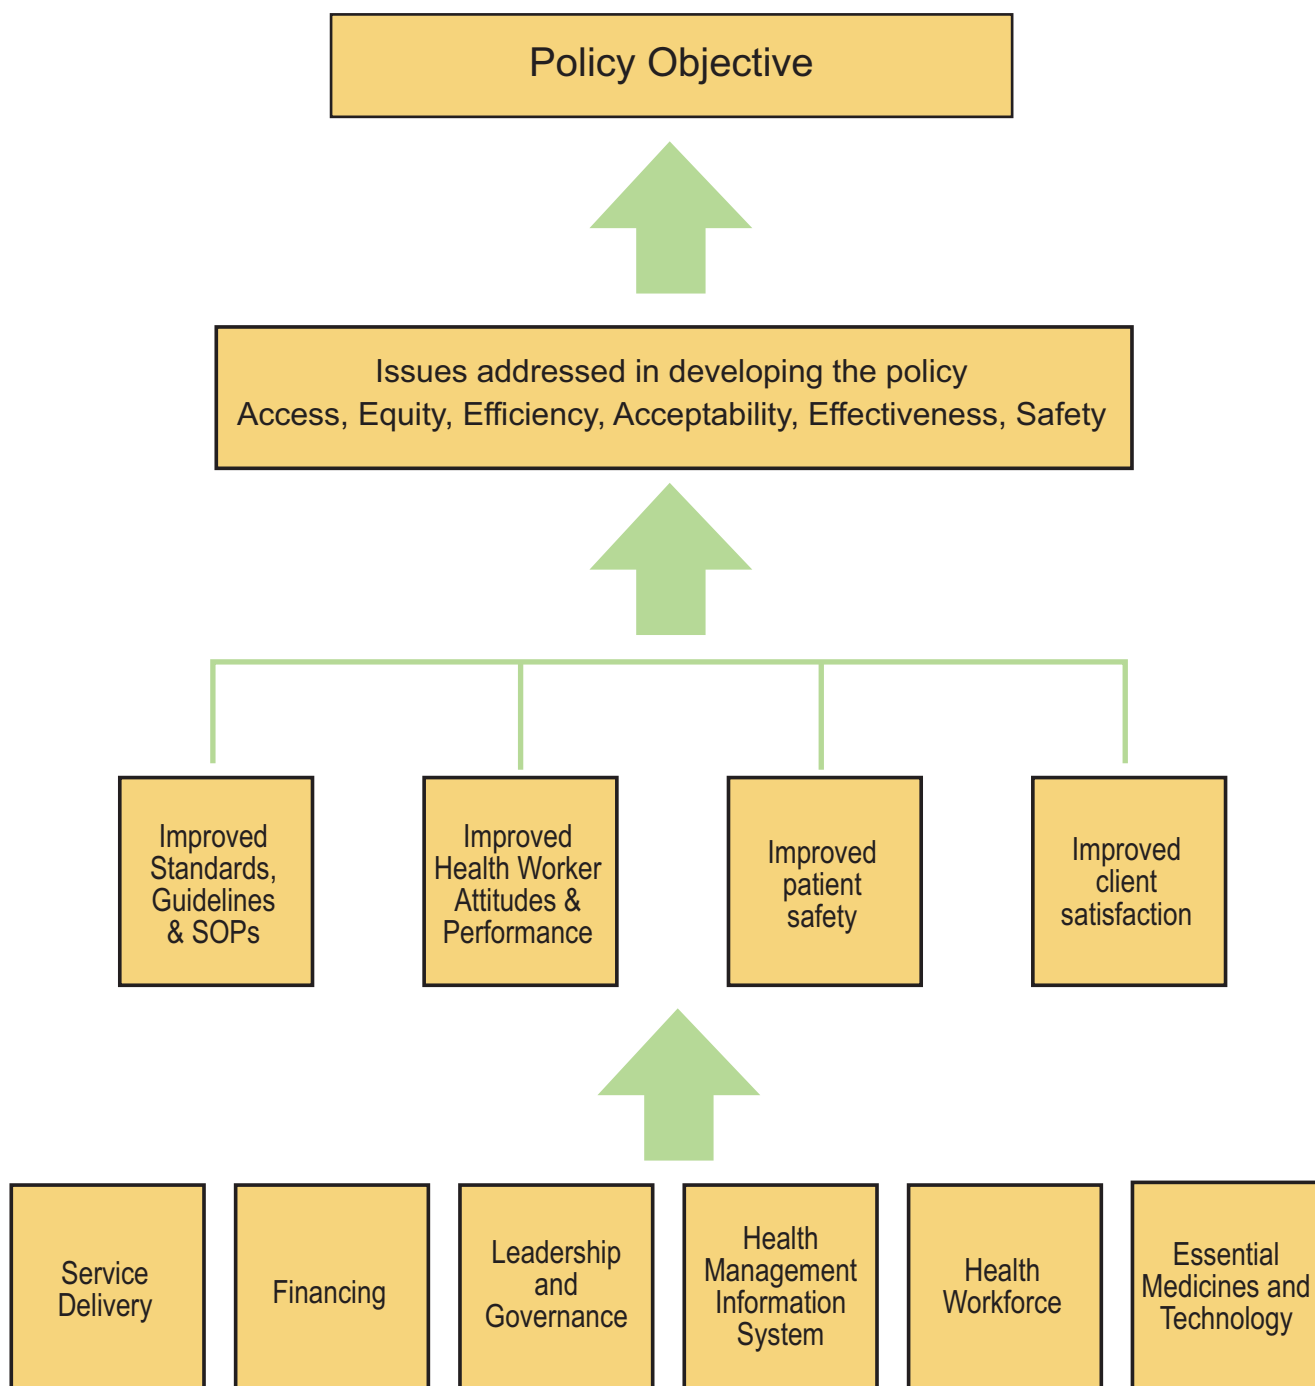 Policy Objective
Issues addressed in developing the policy
Access, Equity, Efficiency, Acceptability, Effectiveness, Safety
Improved
Standards,
Guidelines
& SOPs
Improved
Health Worker
Attitudes &
Performance
Improved
patient
safety
Improved
client
satisfaction
Service
Delivery
Financing
Leadership
and
Governance
Health
Management
Information
System
Health
Workforce
Essential
Medicines and
Technology